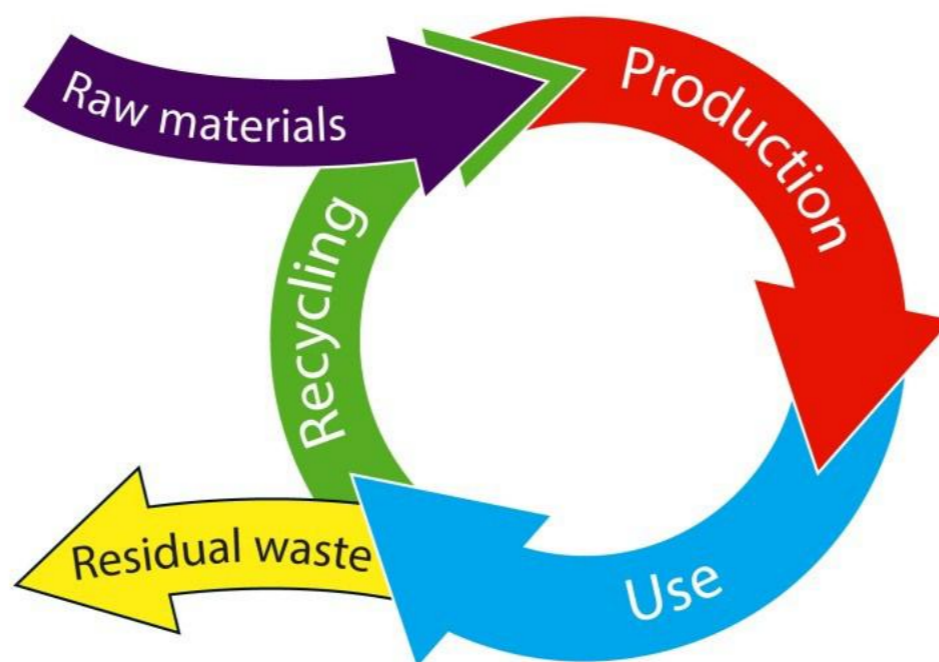 Raw materials
Production
Recycling
Residual waste
Use